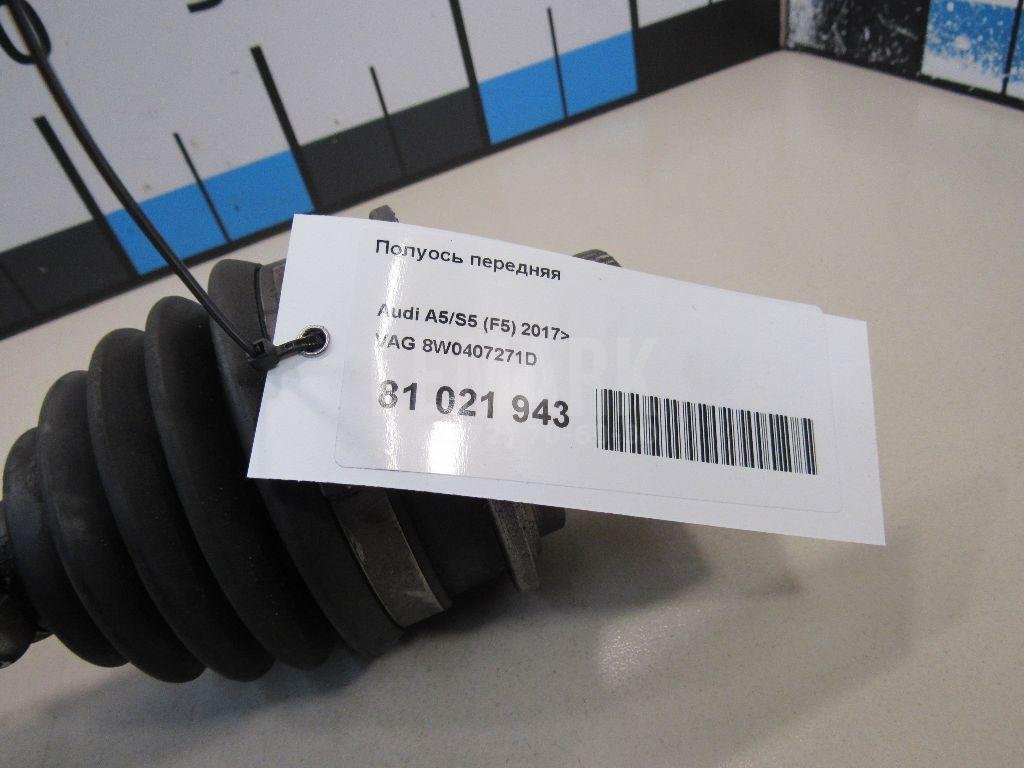 Полуось передняя
Audi A5/S5 (F5) 2017>
VAG 8W0407271D
81 021 943